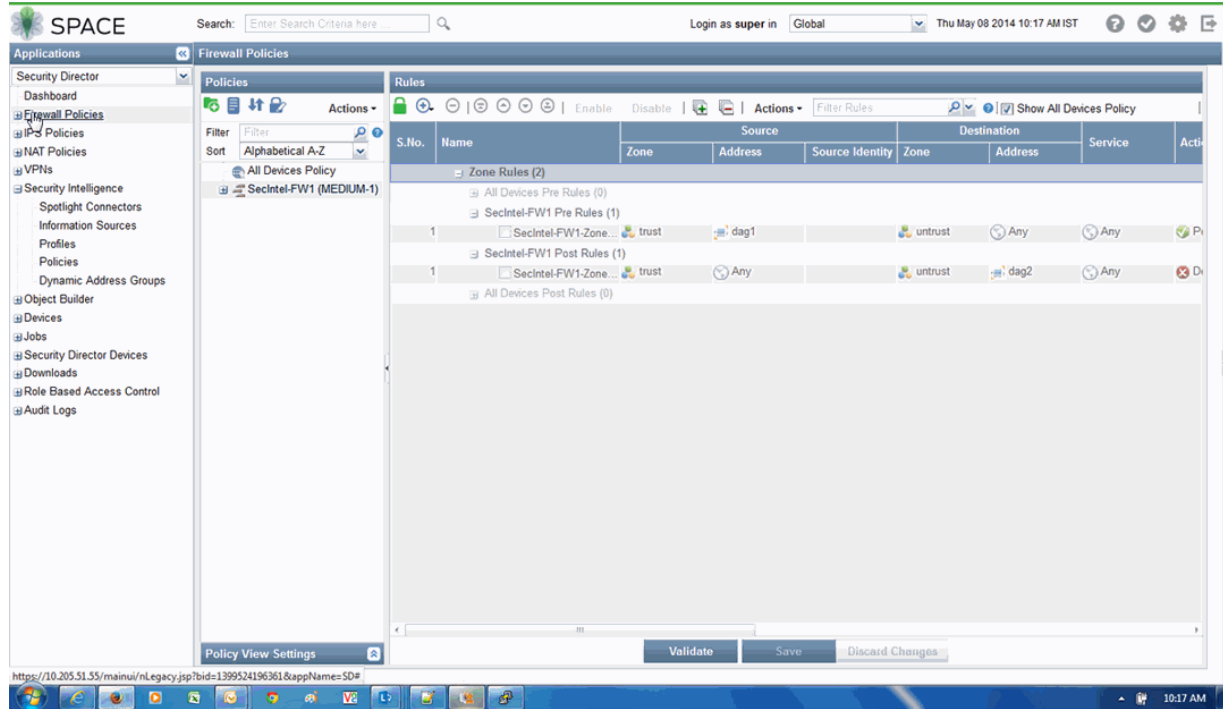 SPACE
Search: Enter Search Criteria here ...
Login as super in Global
Thu May 08 2014 10:17 AM IST
Applications
Security Director
Dashboard
Firewall Policies
IPS Policies
NAT Policies
VPNs
Security Intelligence
Spotlight Connectors
Information Sources
Profiles
Policies
Dynamic Address Groups
Object Builder
Devices
Jobs
Security Director Devices
Downloads
Role Based Access Control
Audit Logs
Firewall Policies
Policies
Actions
Filter Filter
Sort Alphabetical A-Z
All Devices Policy
SecIntel-FW1 (MEDIUM-1)
Policy View Settings
Rules
Enable Disable Actions Filter Rules Show All Devices Policy
Source Destination
S.No. Name Zone Address Source Identity Zone Address Service Acti
Zone Rules (2)
All Devices Pre Rules (0)
SecIntel-FW1 Pre Rules (1)
1 SecIntel-FW1-Zone... trust dag1 untrust Any Any
SecIntel-FW1 Post Rules (1)
1 SecIntel-FW1-Zone... trust Any untrust dag2 Any
All Devices Post Rules (0)
Validate Save Discard Changes
https://10.205.51.55/mainui/nLegacy.jsp?bid=1399524196361&appName=SD#
10:17 AM